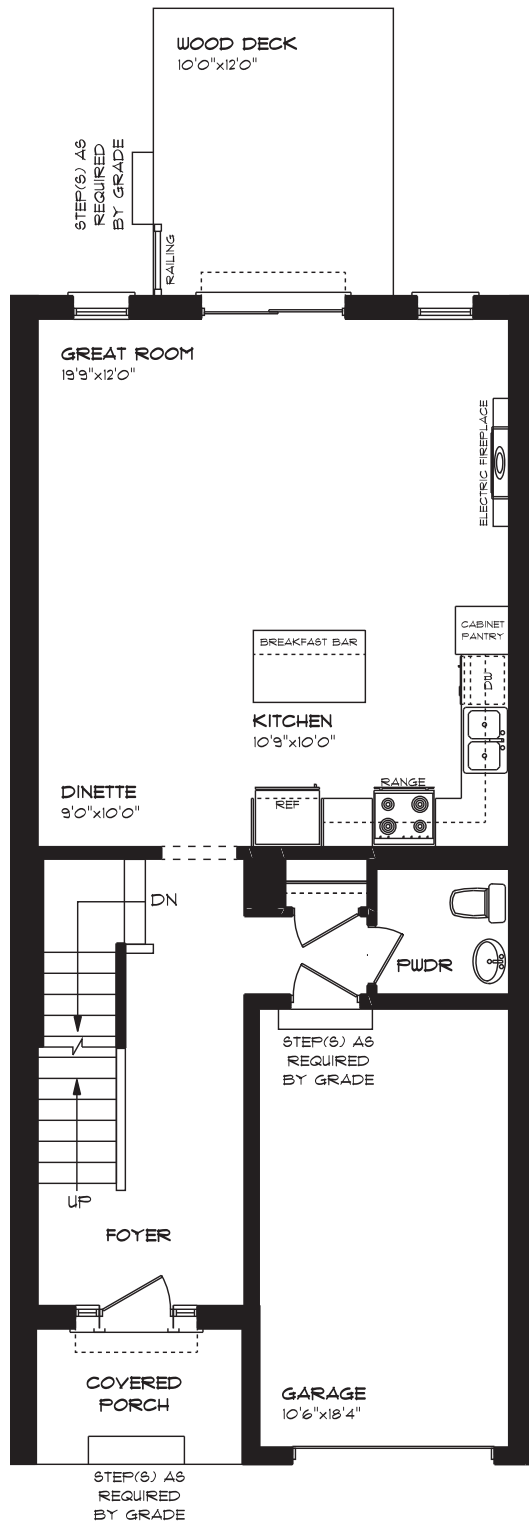 WOOD DECK
10'0"x12'0"
STEP(S) AS
REQUIRED
BY GRADE
RAILING
GREAT ROOM
19'9"x12'0"
ELECTRIC FIREPLACE
CABINET
PANTRY
BREAKFAST BAR
DW
KITCHEN
10'9"x10'0"
DINETTE
9'0"x10'0"
RANGE
REF
DN
PWDR
STEP(S) AS
REQUIRED
BY GRADE
UP
FOYER
COVERED
PORCH
GARAGE
10'6"x18'4"
STEP(S) AS
REQUIRED
BY GRADE